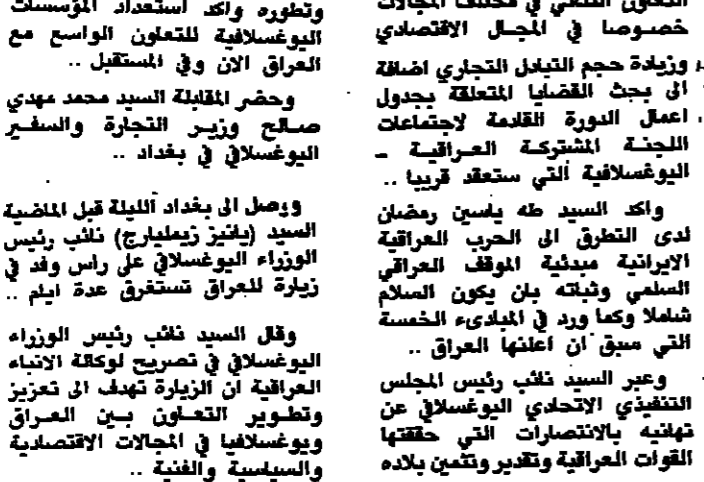 التعاون الثنائي في مختلف المجالات
خصوصا في المجال الاقتصادي
وزيادة حجم التبادل التجاري اضافة
الى بحث القضايا المتعلقة بجدول
اعمال الدورة القادمة لاجتماعات
اللجنة المشتركة العراقية ـ
اليوغسلافية التي ستعقد قريبا ..
واكد السيد طه ياسين رمضان
لدى التطرق الى الحرب العراقية
الايرانية مبدئية الموقف العراقي
السلمي وثباته بان يكون السلام
شاملا وكما ورد في المبادىء الخمسة
التي سبق ان اعلنها العراق ..
وعبر السيد نائب رئيس المجلس
التنفيذي الاتحادي اليوغسلافي عن
تهانيه بالانتصارات التي حققتها
القوات العراقية وتقدير وتثمين بلاده
وتطوره واكد استعداد المؤسسات
اليوغسلافية للتعاون الواسع مع
العراق الان وفي المستقبل ..
وحضر المقابلة السيد محمد مهدي
صالح وزير التجارة والسفير
اليوغسلافي في بغداد ..
ووصل الى بغداد الليلة قبل الماضية
السيد (يانيز زيمليارج) نائب رئيس
الوزراء اليوغسلافي على راس وفد في
زيارة للعراق تستغرق عدة ايام ..
وقال السيد نائب رئيس الوزراء
اليوغسلافي في تصريح لوكالة الانباء
العراقية ان الزيارة تهدف الى تعزيز
وتطوير التعاون بين العراق
ويوغسلافيا في المجالات الاقتصادية
والسياسية والفنية ..